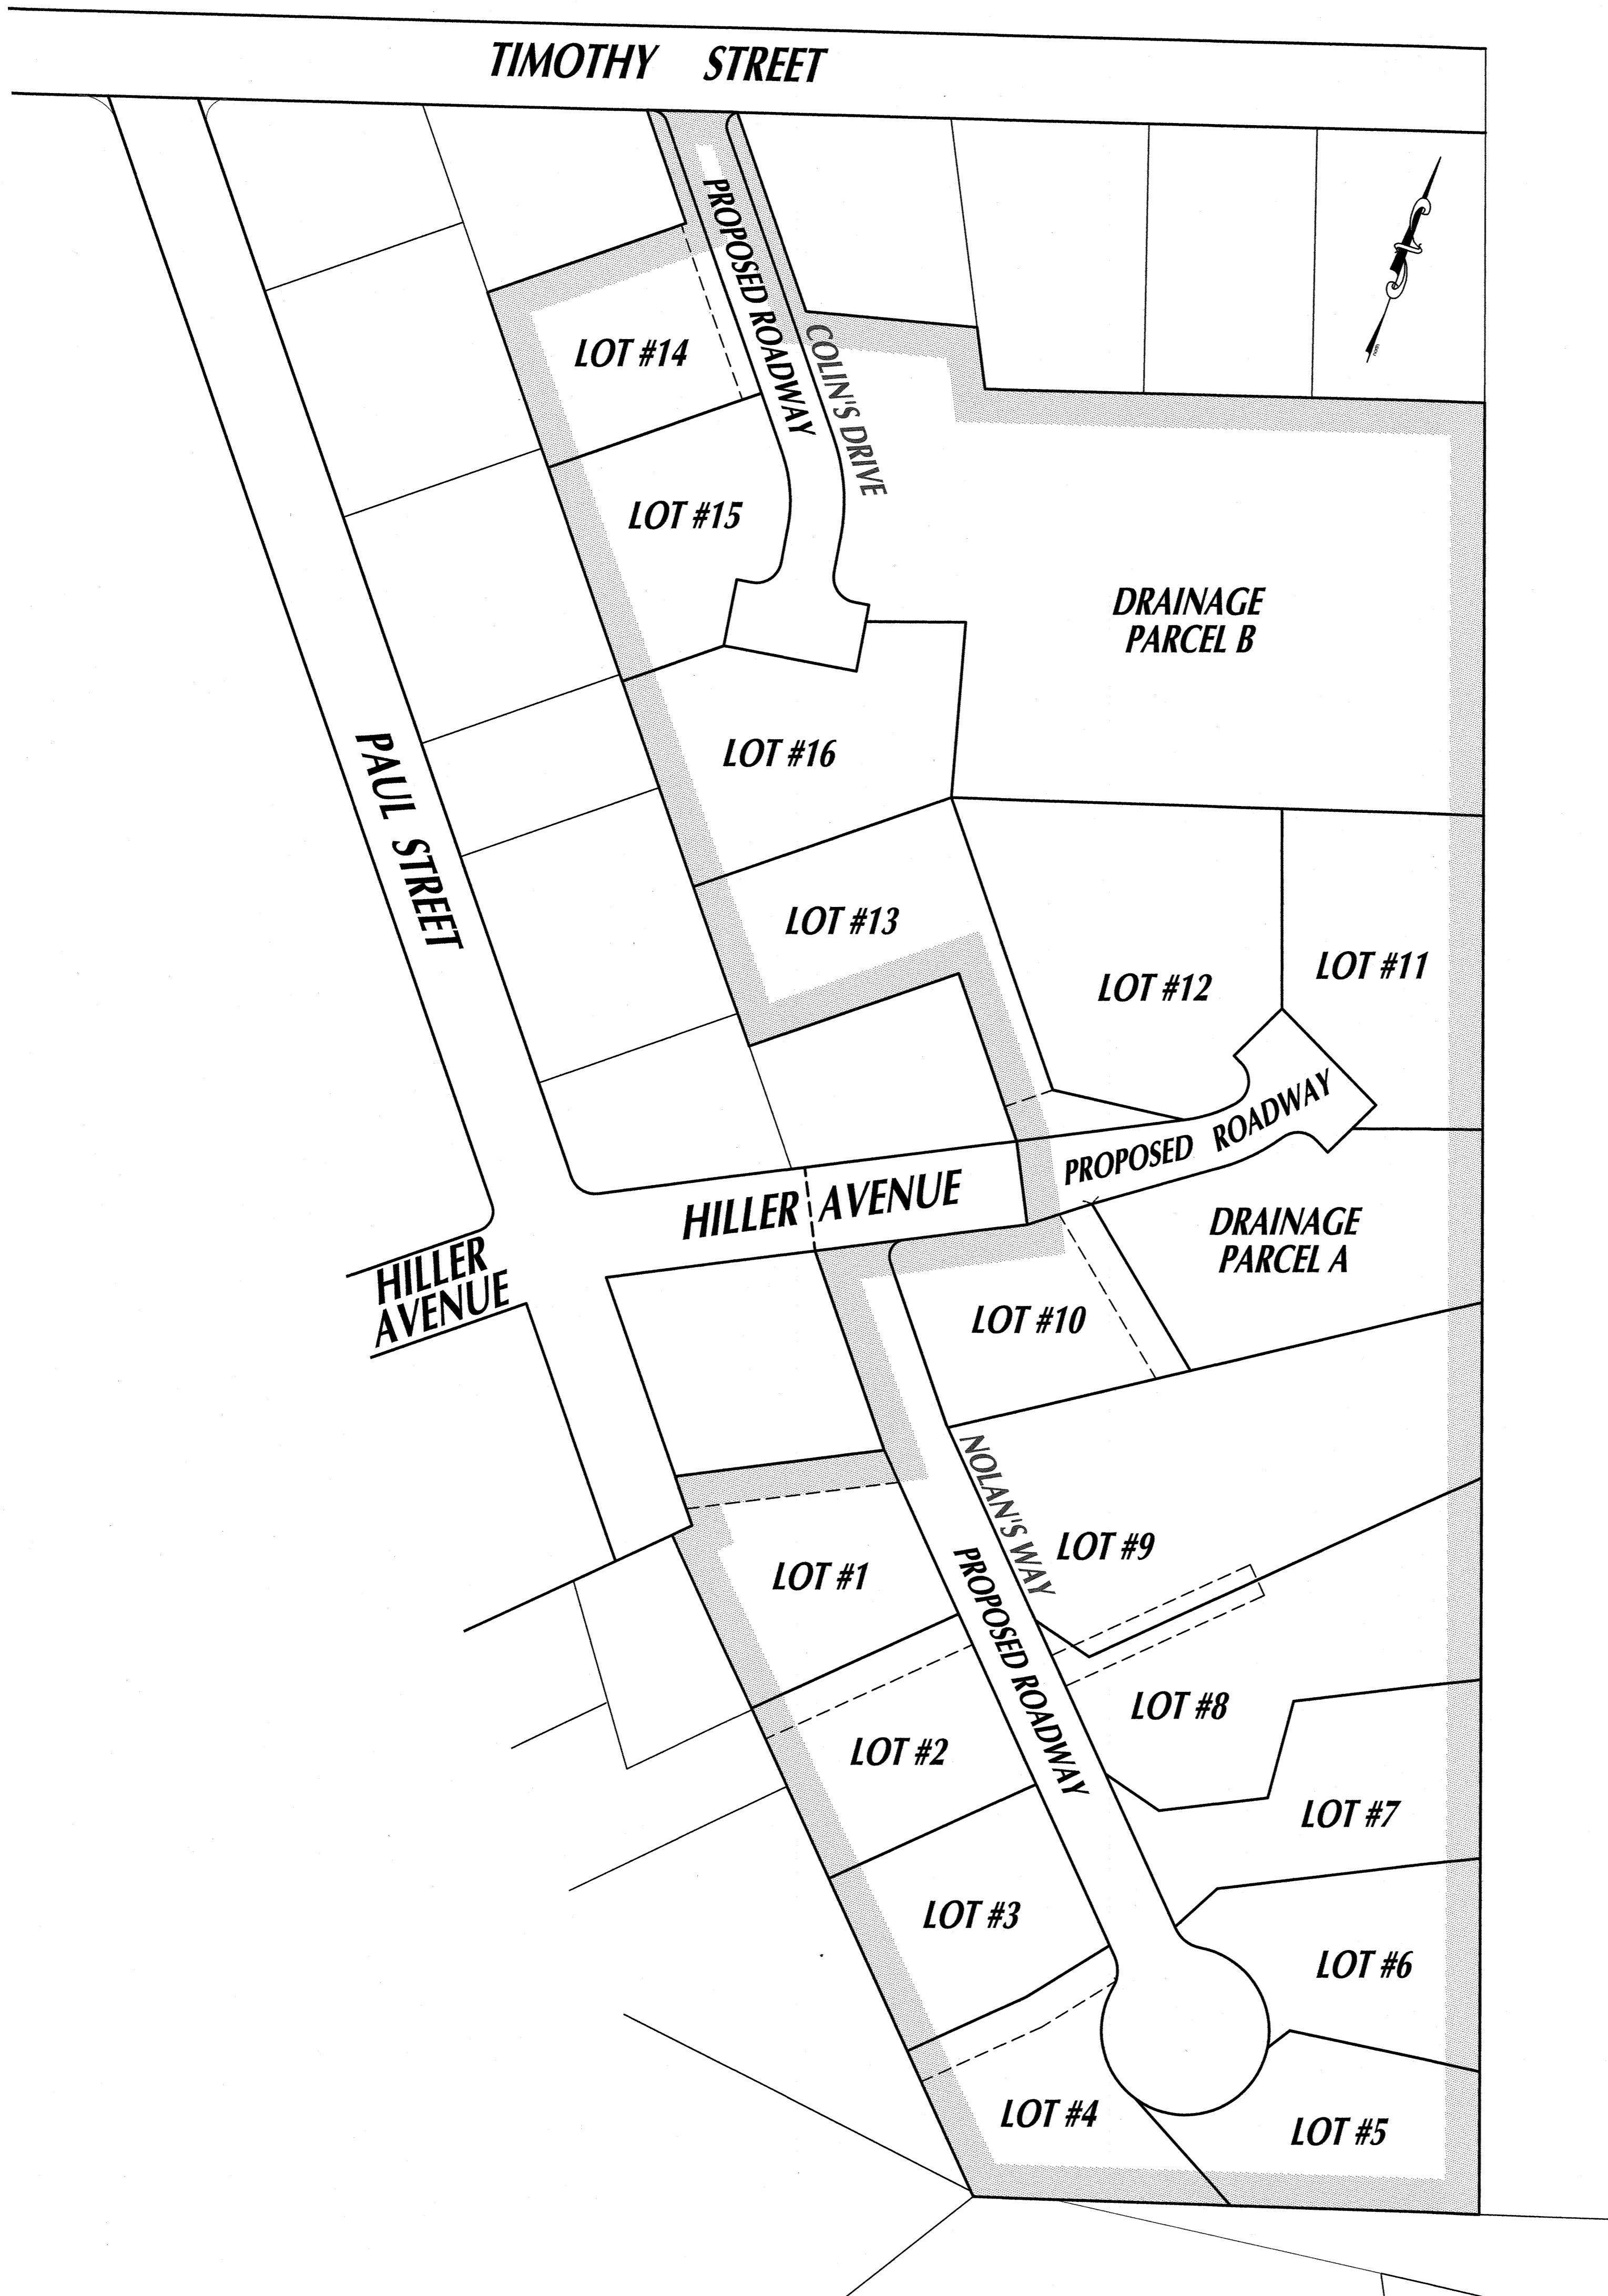 TIMOTHY STREET
PROPOSED ROADWAY
COLIN'S DRIVE
LOT #14
LOT #15
DRAINAGE
PARCEL B
LOT #16
PAUL STREET
LOT #13
LOT #12
LOT #11
PROPOSED ROADWAY
HILLER AVENUE
HILLER
AVENUE
DRAINAGE
PARCEL A
LOT #10
NOLAN'S WAY
LOT #9
LOT #1
PROPOSED ROADWAY
LOT #8
LOT #2
LOT #7
LOT #3
LOT #6
LOT #4
LOT #5